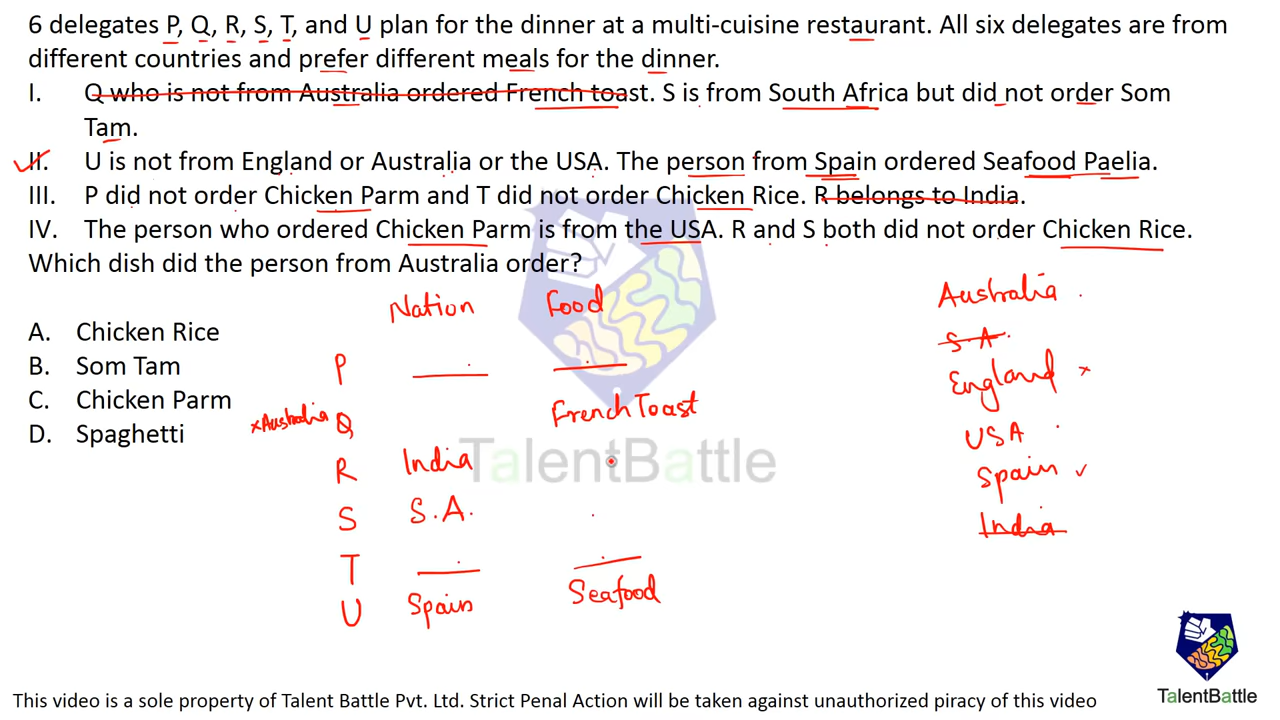 6 delegates P, Q, R, S, T, and U plan for the dinner at a multi-cuisine restaurant. All six delegates are from
different countries and prefer different meals for the dinner.
I. Q who is not from Australia ordered French toast. S is from South Africa but did not order Som
Tam.
II. U is not from England or Australia or the USA. The person from Spain ordered Seafood Paelia.
III. P did not order Chicken Parm and T did not order Chicken Rice. R belongs to India.
IV. The person who ordered Chicken Parm is from the USA. R and S both did not order Chicken Rice.
Which dish did the person from Australia order?
A. Chicken Rice
B. Som Tam
C. Chicken Parm
D. Spaghetti
Nation Food
P
xAustralia Q French Toast
R India
S S.A.
T
U Spain Seafood
Australia
S.A
England x
USA
Spain ✓
India
TalentBattle
TalentBattle
This video is a sole property of Talent Battle Pvt. Ltd. Strict Penal Action will be taken against unauthorized piracy of this video